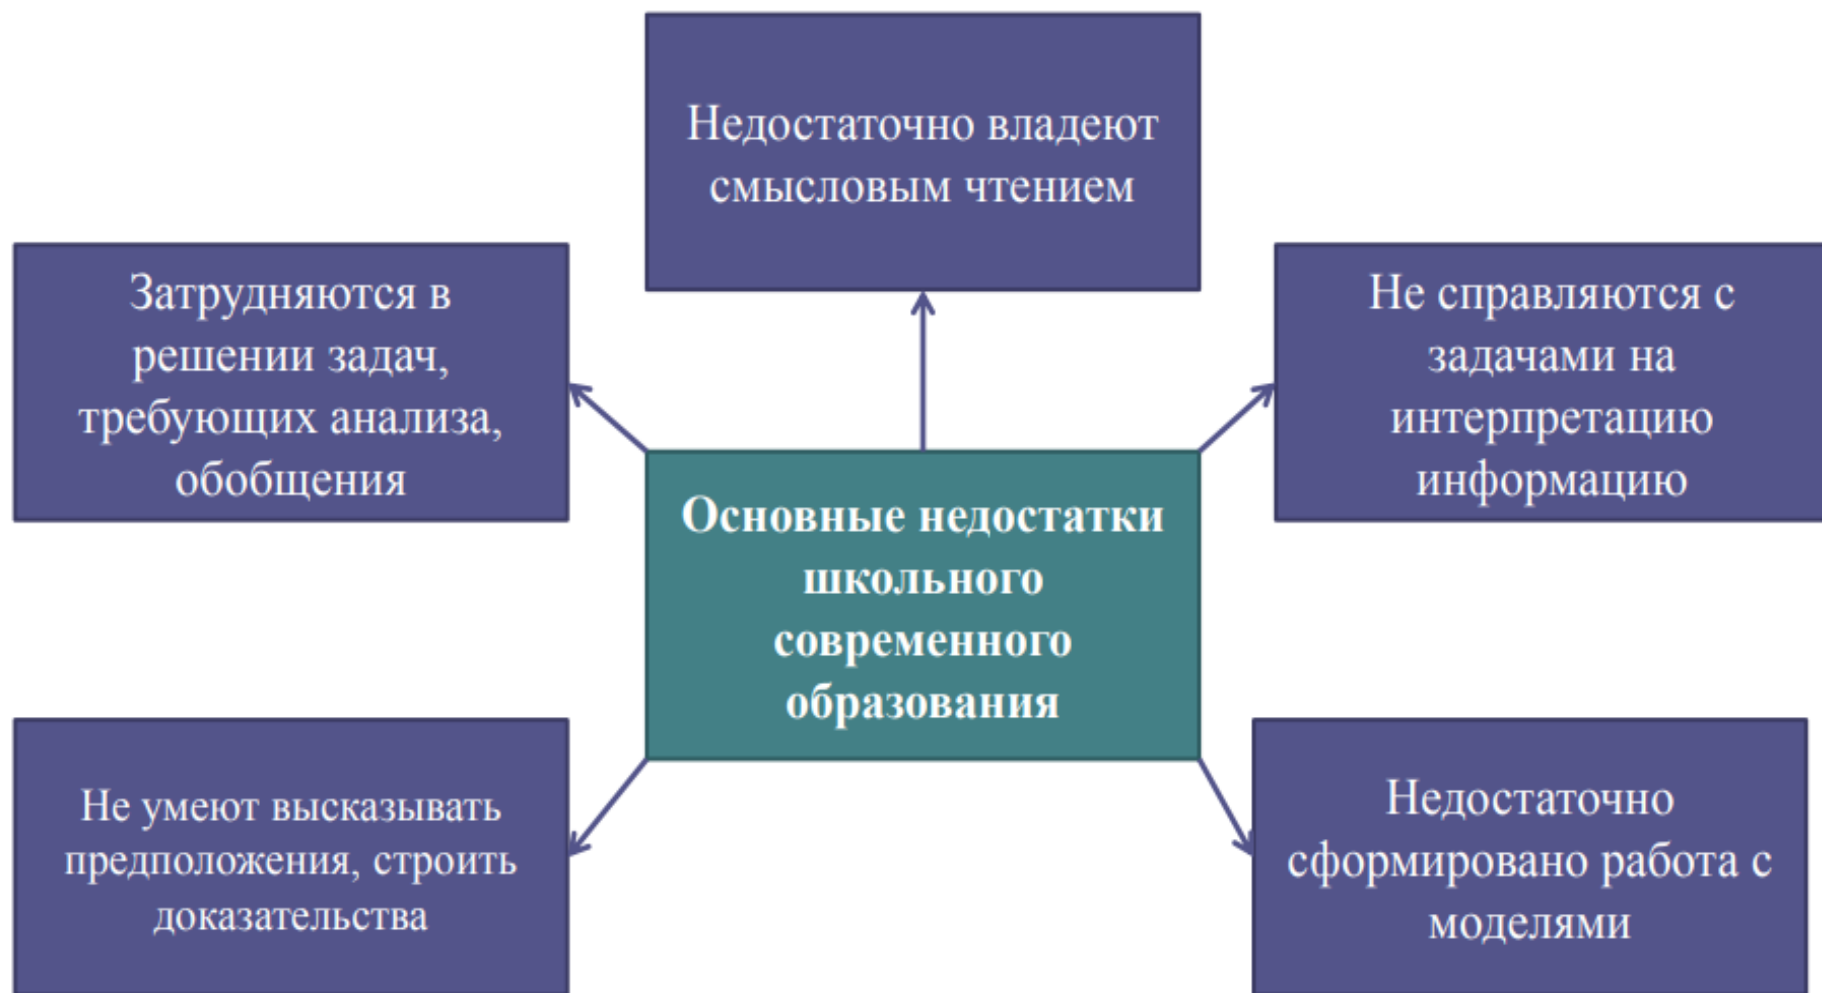 Недостаточно владеют
смысловым чтением
Затрудняются в
решении задач,
требующих анализа,
обобщения
Не справляются с
задачами на
интерпретацию
информацию
Основные недостатки
школьного
современного
образования
Не умеют высказывать
предположения, строить
доказательства
Недостаточно
сформировано работа с
моделями